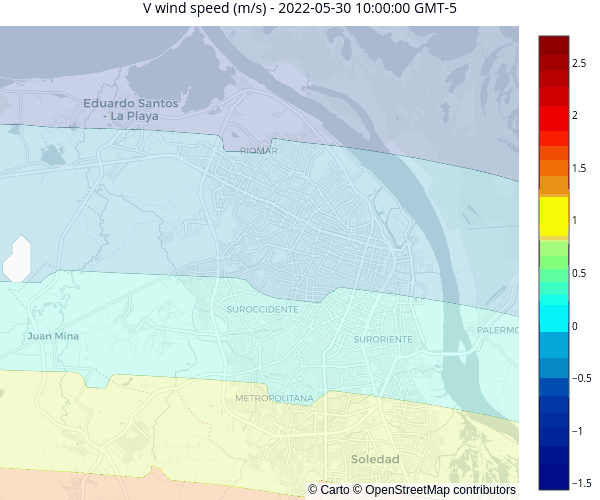 V wind speed (m/s) - 2022-05-30 10:00:00 GMT-5
2.5
Eduardo Santos
- La Playa
2
RIOMAR
1.5
1
0.5
SUROCCIDENTE
0
Juan Mina
SURORIENTE
PALERMO
−0.5
METROPOLITANA
−1
Soledad
−1.5
© Carto © OpenStreetMap contributors